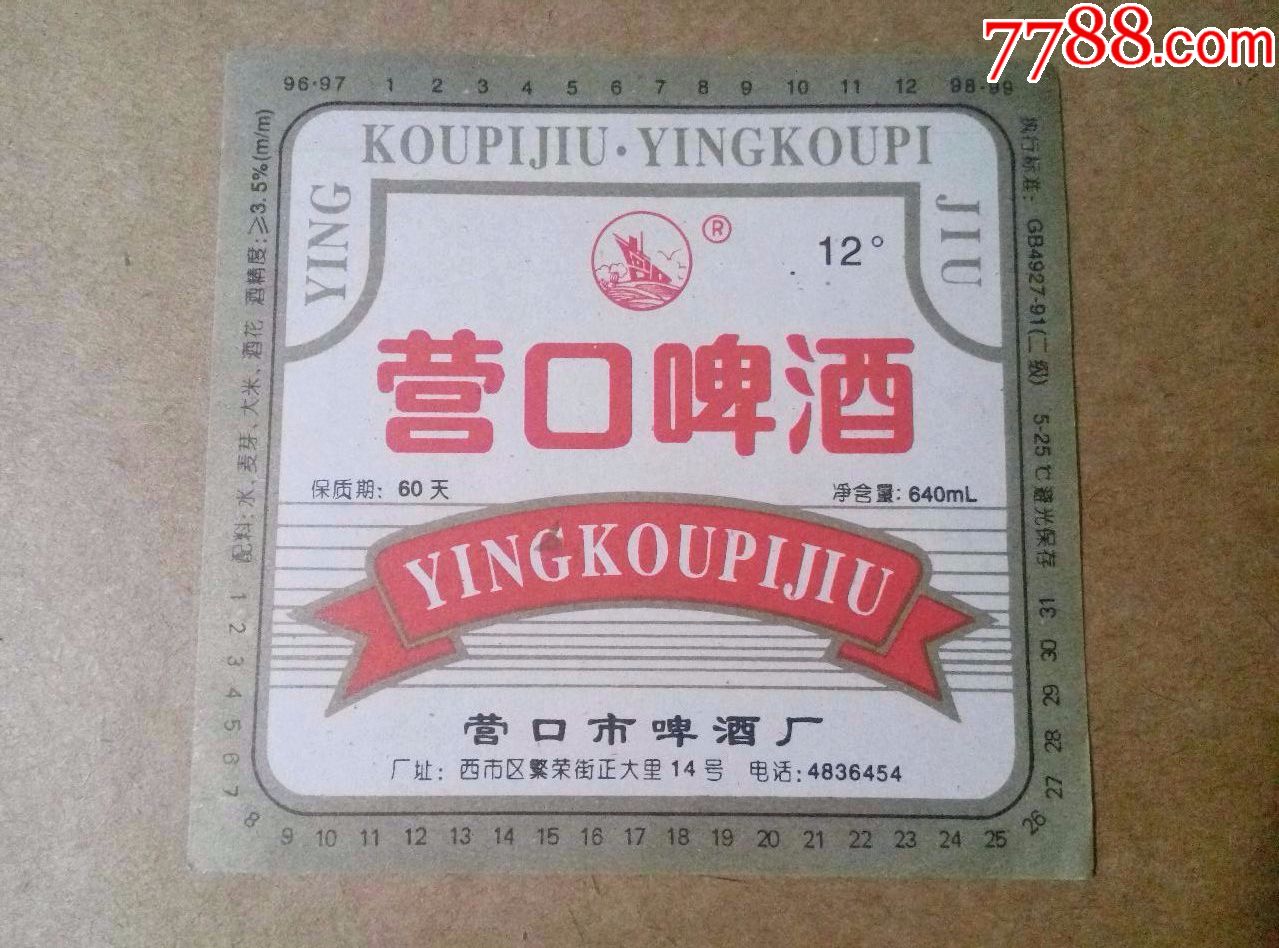 7788.com
96·97 1 2 3 4 5 6 7 8 9 10 11 12 98·99
YING
KOUPIJIU·YINGKOUPI
JIU
®
12°
营口啤酒
保质期: 60天
净含量: 640mL
YINGKOUPIJIU
营口市啤酒厂
厂址: 西市区繁荣街正大里14号 电话:4836454
配料:水、麦芽、大米、酒花 酒精度:≥3.5%(m/m)
执行标准: GB4927-91(二级) 5-25℃避光保存
1 2 3 4 5 6 7 8 9 10 11 12 13 14 15 16 17 18 19 20 21 22 23 24 25 26 27 28 29 30 31